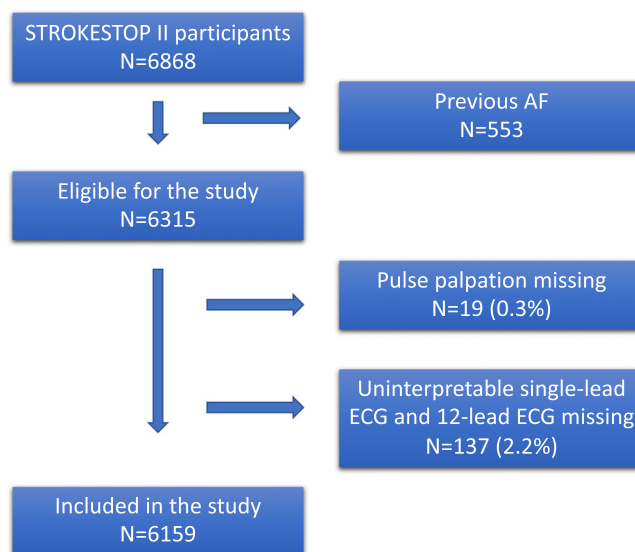 STROKESTOP II participants
N=6868
Previous AF
N=553
Eligible for the study
N=6315
Pulse palpation missing
N=19 (0.3%)
Uninterpretable single-lead
ECG and 12-lead ECG missing
N=137 (2.2%)
Included in the study
N=6159